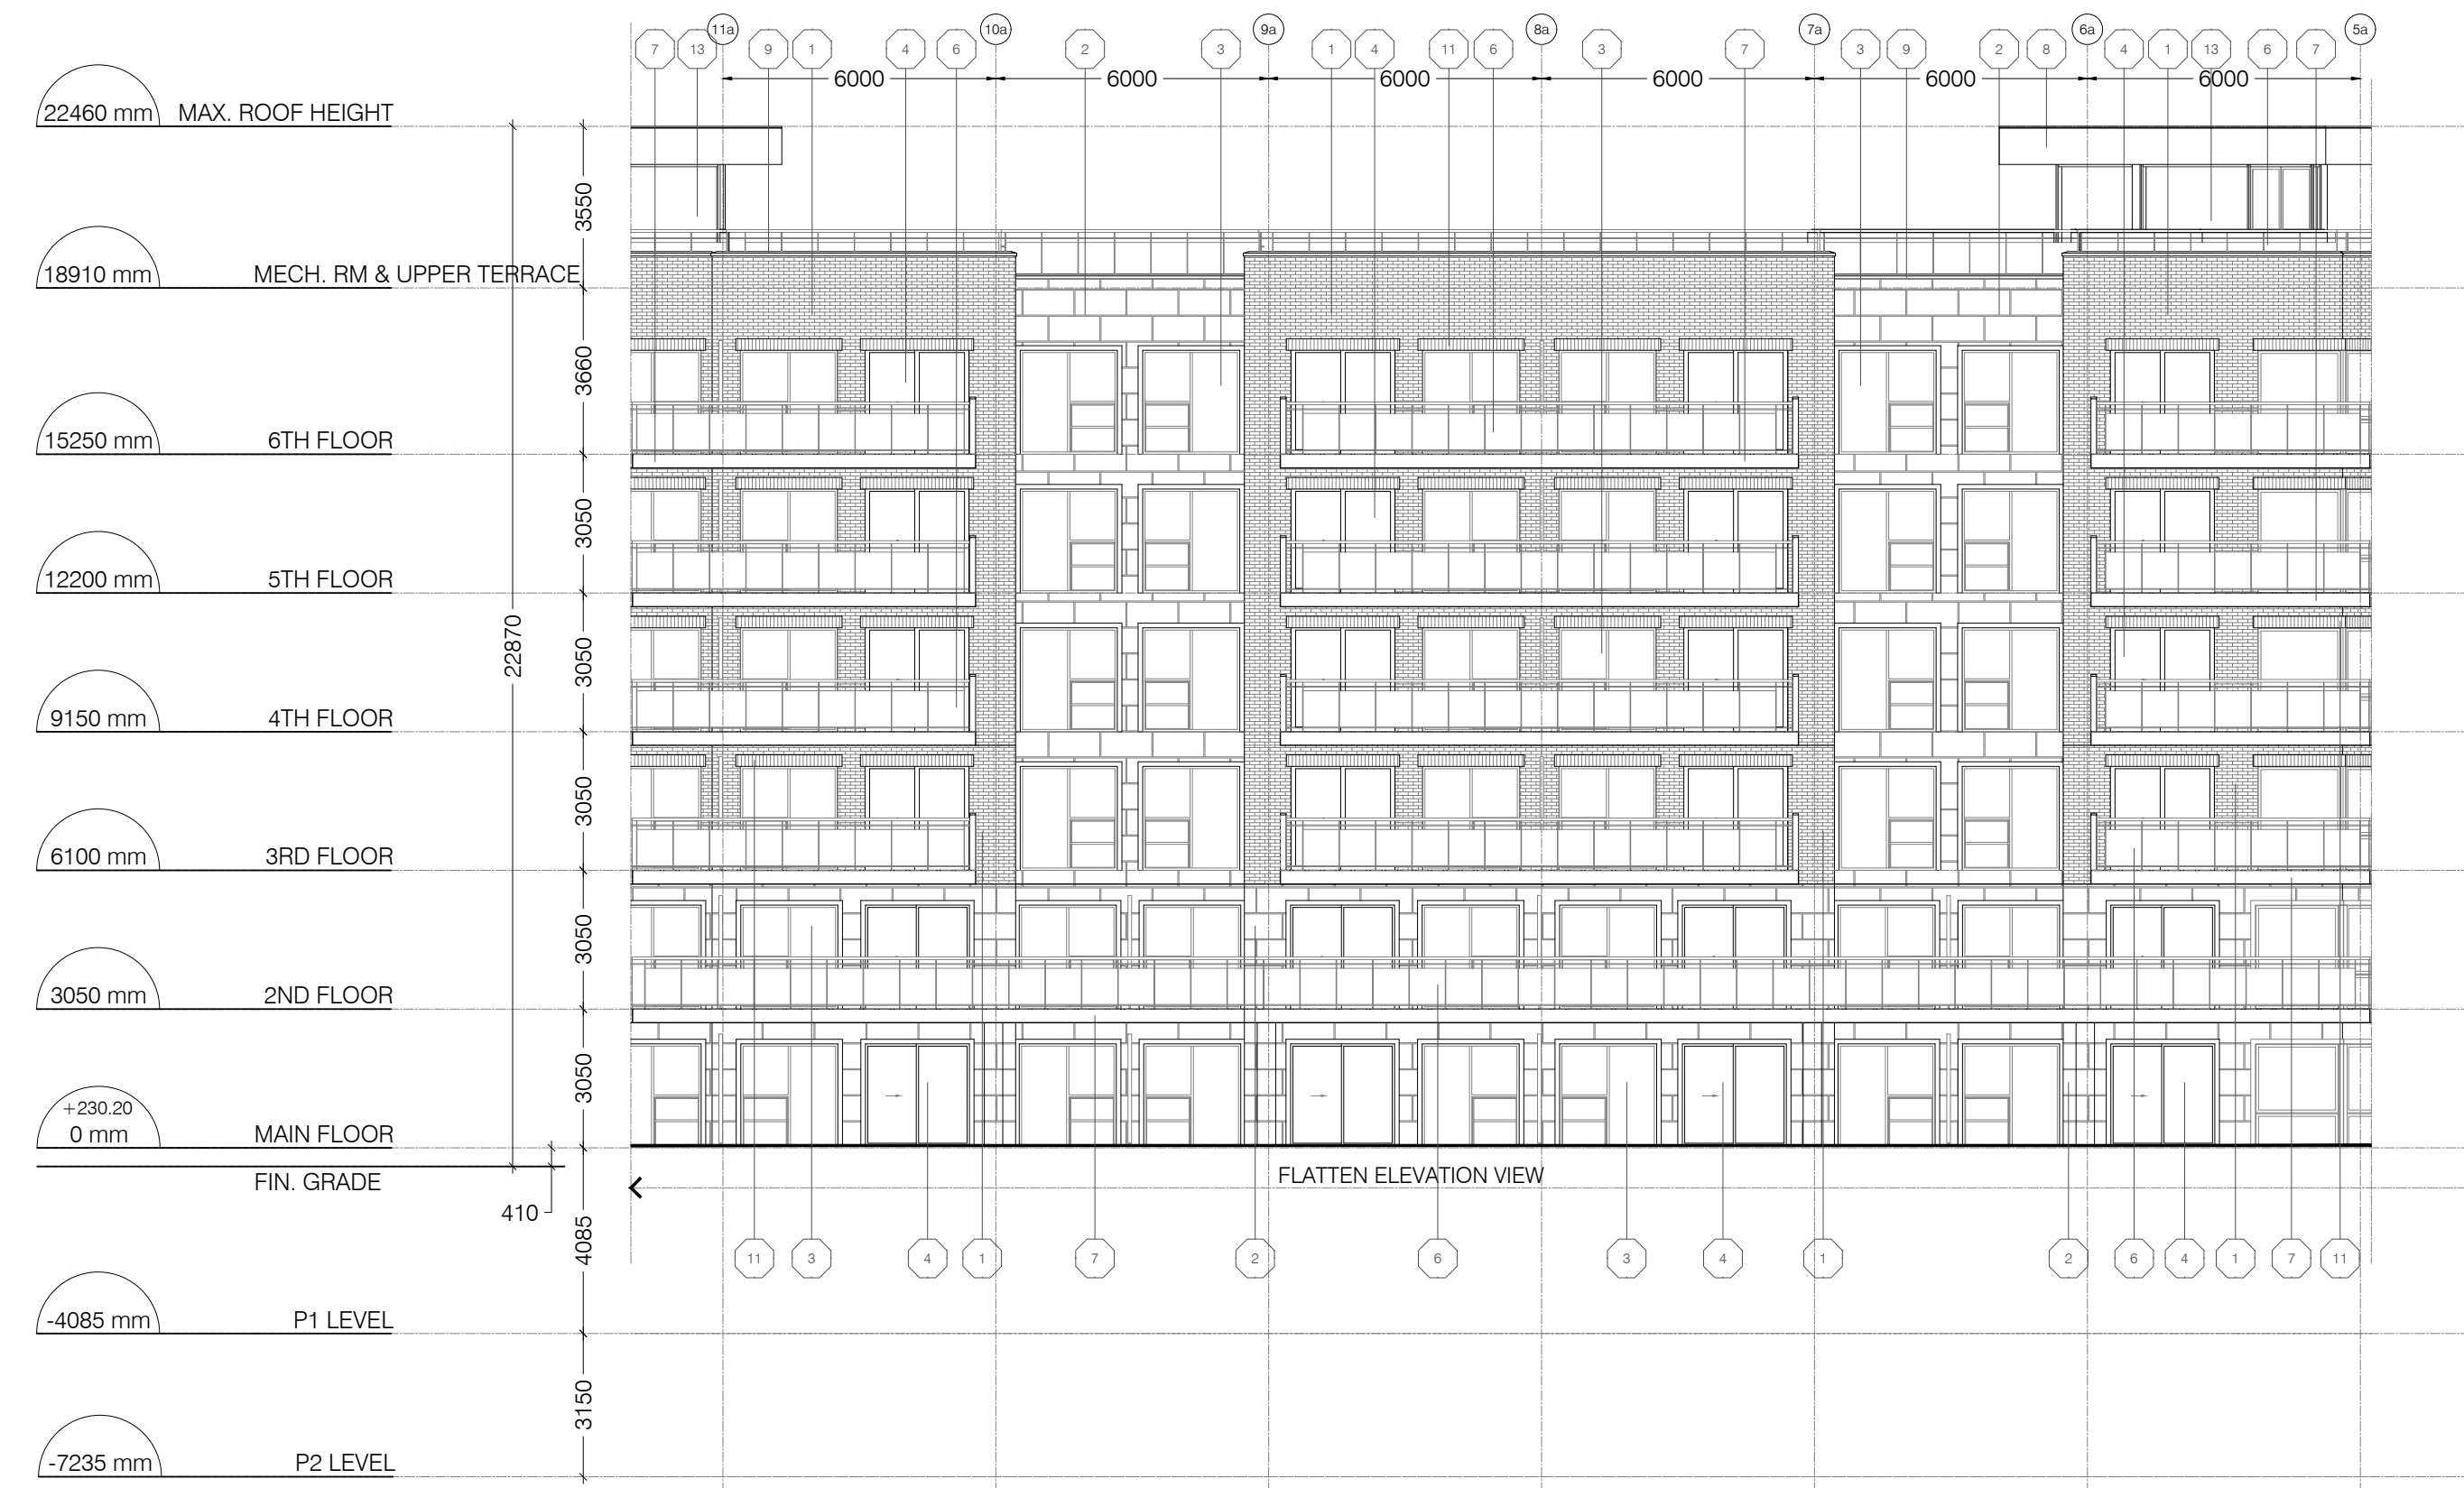 11a 10a 9a 8a 7a 6a 5a
7 13 9 1 4 6 2 3 1 4 11 6 3 7 3 9 2 8 4 1 13 6 7
6000 6000 6000 6000 6000 6000
22460 mm MAX. ROOF HEIGHT
3550
18910 mm MECH. RM & UPPER TERRACE
3660
15250 mm 6TH FLOOR
3050
12200 mm 5TH FLOOR
22870
3050
9150 mm 4TH FLOOR
3050
6100 mm 3RD FLOOR
3050
3050 mm 2ND FLOOR
3050
+230.20
0 mm MAIN FLOOR
FIN. GRADE
FLATTEN ELEVATION VIEW
410
4085
11 3 4 1 7 2 6 3 4 1 2 6 4 1 7 11
-4085 mm P1 LEVEL
3150
-7235 mm P2 LEVEL